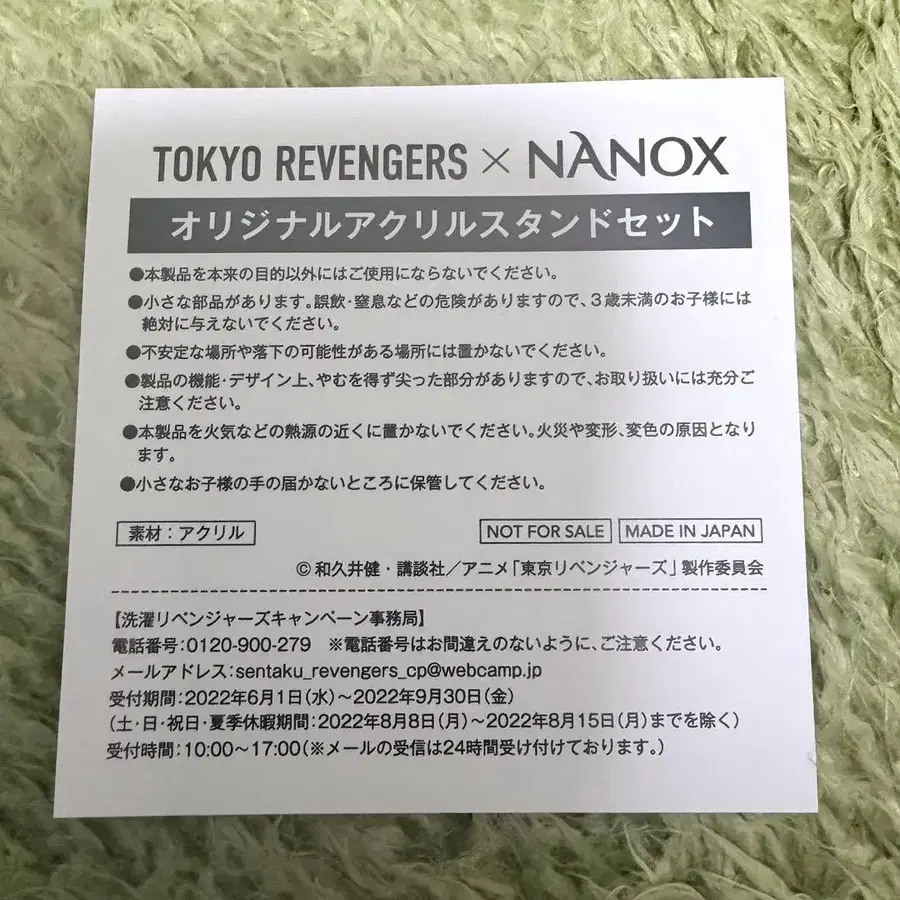 TOKYO REVENGERS × NANOX
オリジナルアクリルスタンドセット
●本製品を本来の目的以外にはご使用にならないでください。
●小さな部品があります。誤飲・窒息などの危険がありますので、3歳未満のお子様には
絶対に与えないでください。
●不安定な場所や落下の可能性がある場所には置かないでください。
●製品の機能・デザイン上、やむを得ず尖った部分がありますので、お取り扱いには充分ご
注意ください。
●本製品を火気などの熱源の近くに置かないでください。火災や変形、変色の原因となり
ます。
●小さなお子様の手の届かないところに保管してください。
素材：アクリル NOT FOR SALE MADE IN JAPAN
©和久井健・講談社／アニメ「東京リベンジャーズ」製作委員会
【洗濯リベンジャーズキャンペーン事務局】
電話番号：0120-900-279 ※電話番号はお間違えのないように、ご注意ください。
メールアドレス：sentaku_revengers_cp@webcamp.jp
受付期間：2022年6月1日（水）～2022年9月30日（金）
（土・日・祝日・夏季休暇期間：2022年8月8日（月）～2022年8月15日（月）までを除く）
受付時間：10:00～17:00（※メールの受信は24時間受け付けております。）